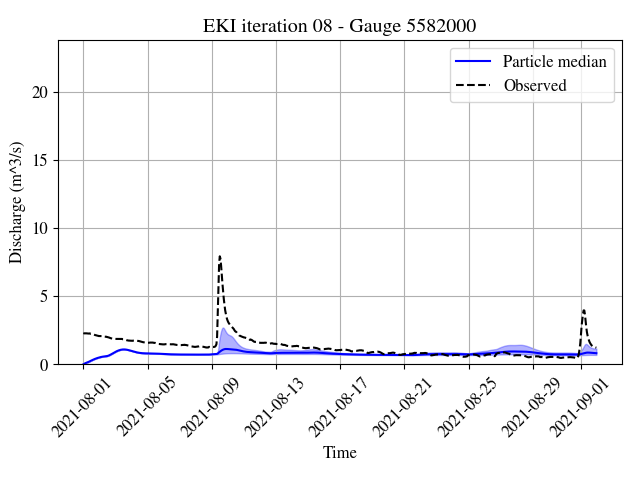 EKI iteration 08 - Gauge 5582000
Particle median
Observed
Discharge (m^3/s)
20
15
10
5
0
2021-08-01
2021-08-05
2021-08-09
2021-08-13
2021-08-17
2021-08-21
2021-08-25
2021-08-29
2021-09-01
Time